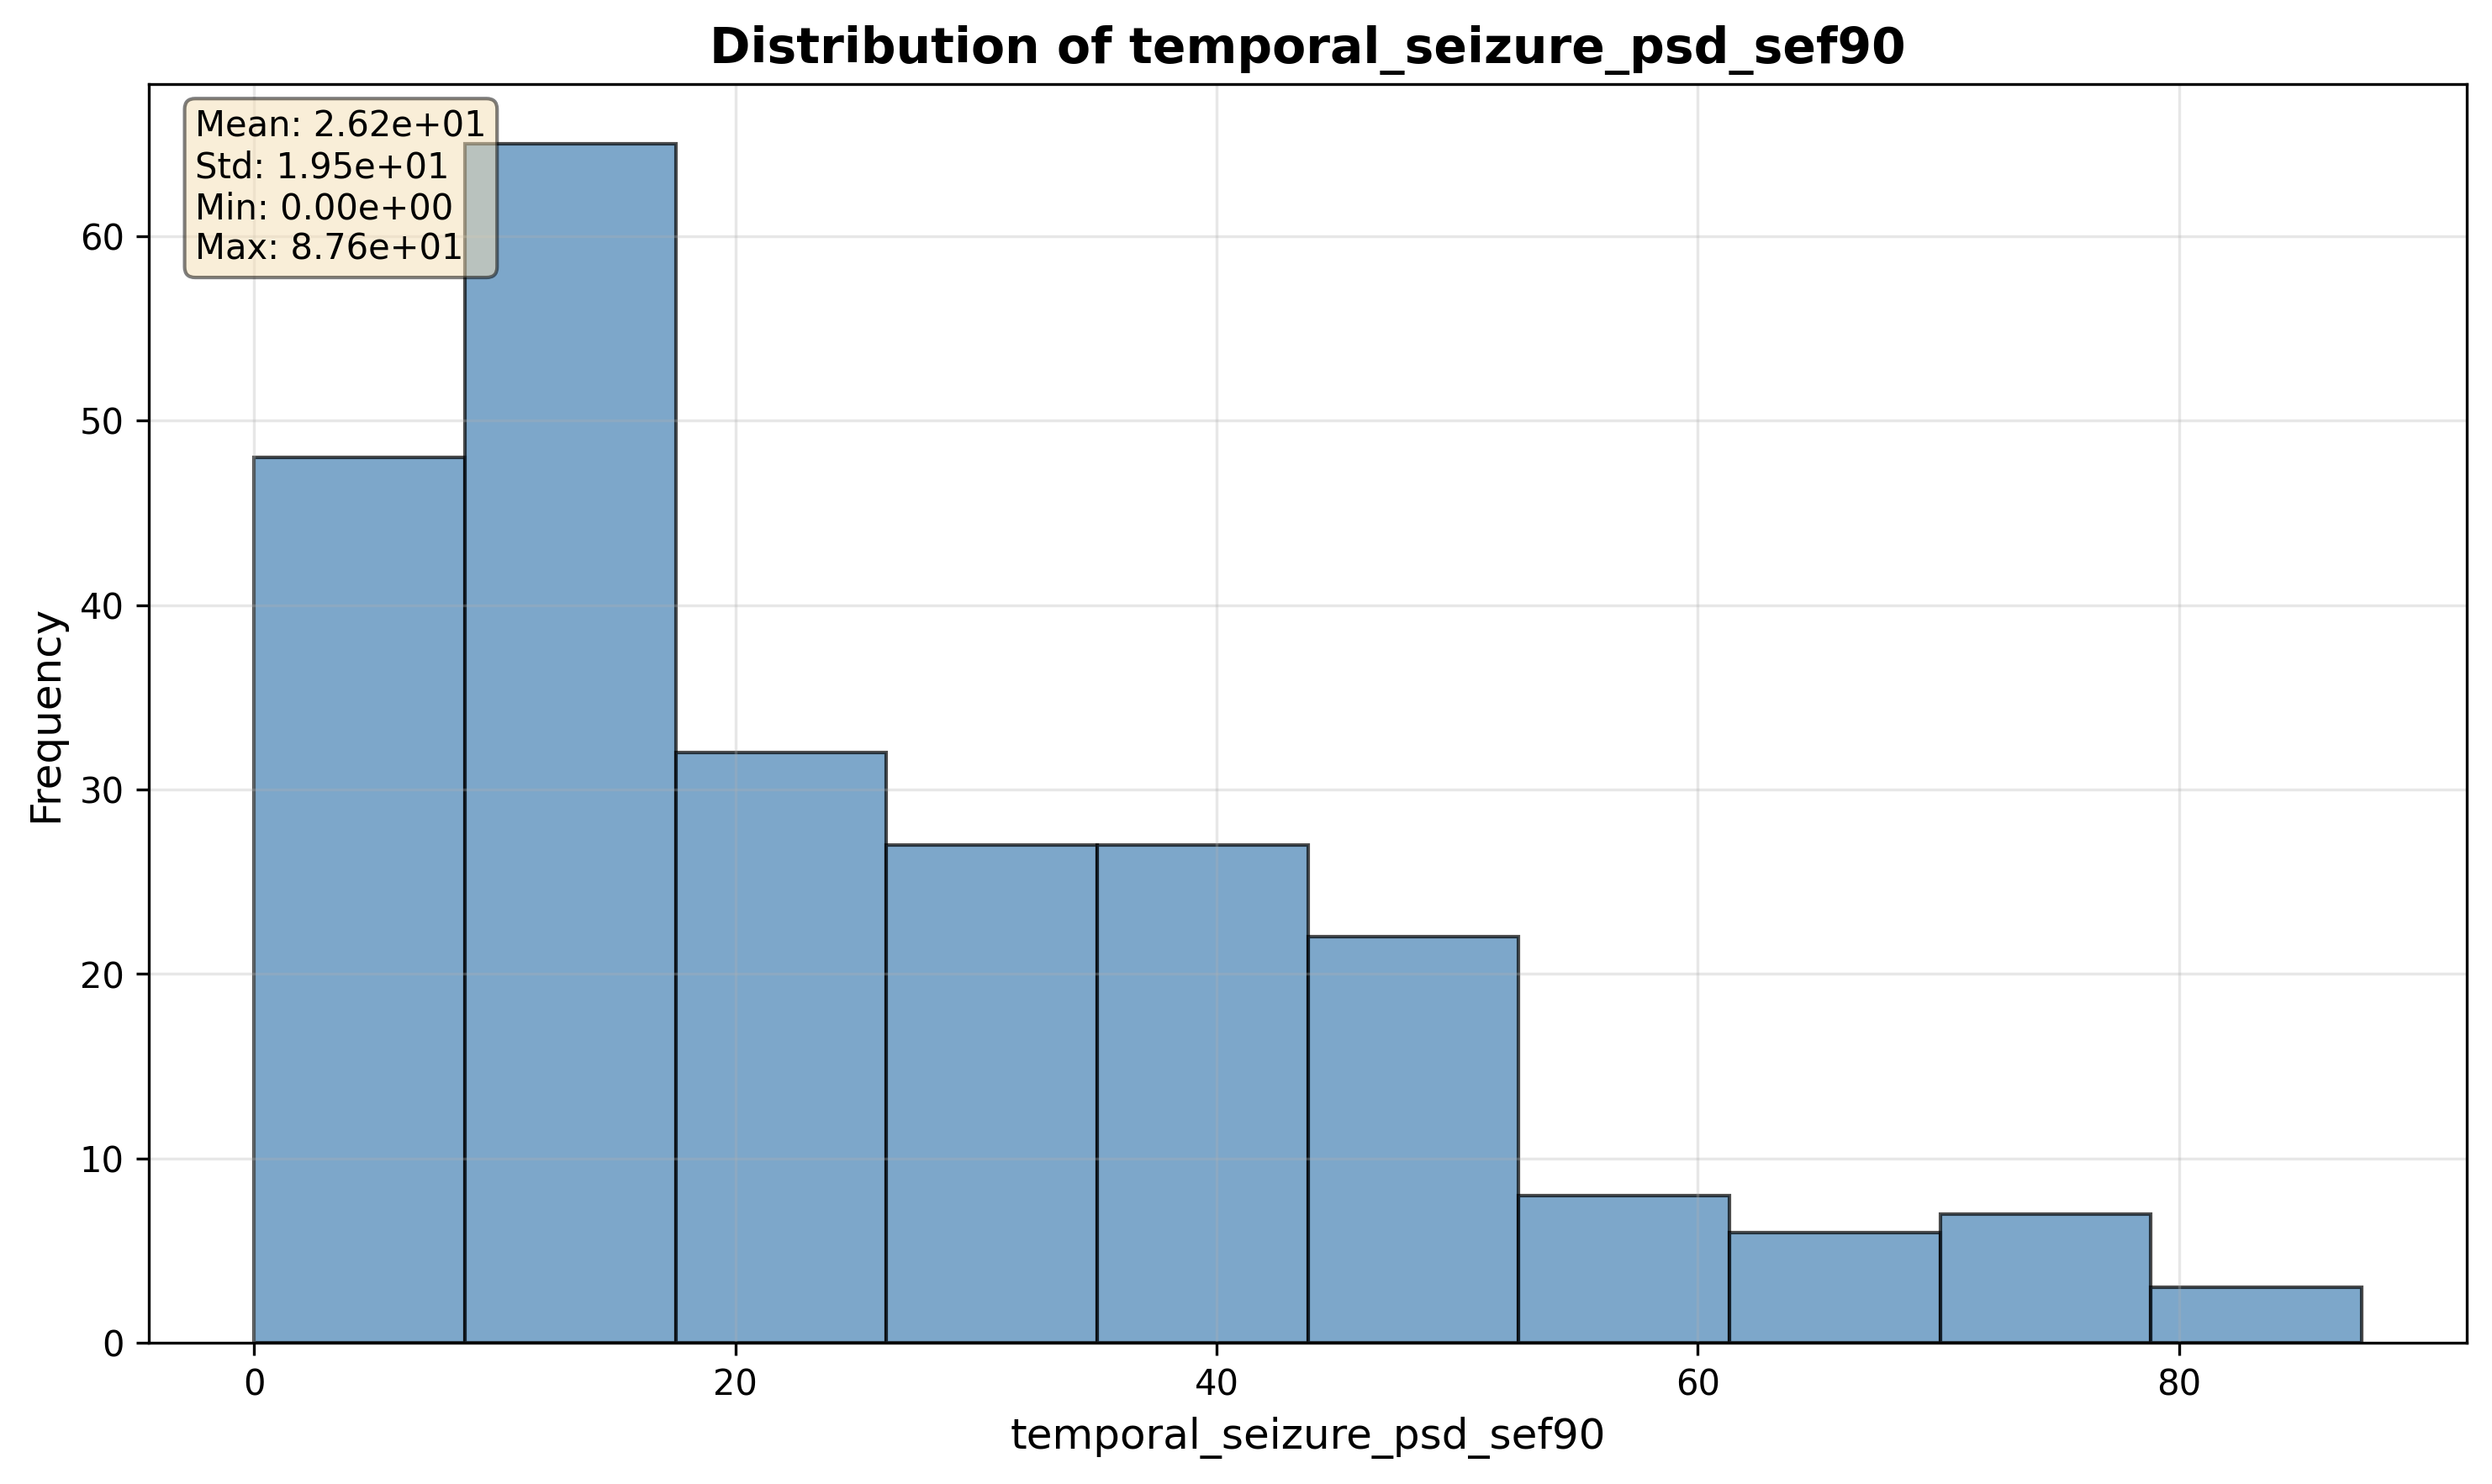 Distribution of temporal_seizure_psd_sef90
Mean: 2.62e+01
Std: 1.95e+01
Min: 0.00e+00
Max: 8.76e+01
60
50
40
30
20
10
0
Frequency
0 20 40 60 80
temporal_seizure_psd_sef90